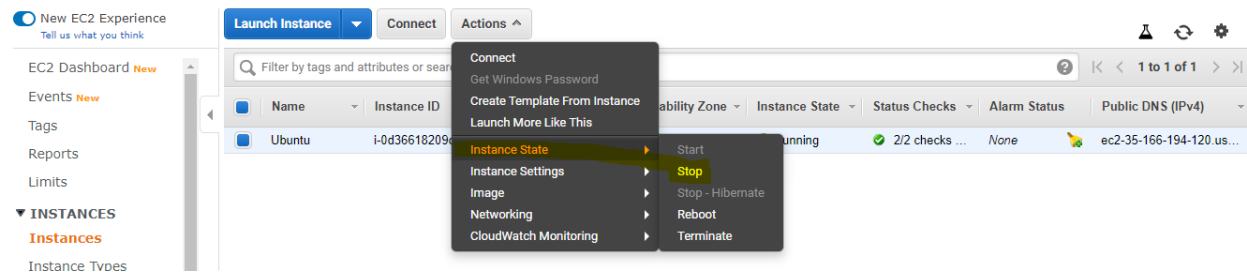 New EC2 Experience
Tell us what you think
EC2 Dashboard New
Events New
Tags
Reports
Limits
INSTANCES
Instances
Instance Types
Launch Instance
Connect
Actions
Filter by tags and attributes or sear
1 to 1 of 1
Name
Instance ID
ability Zone
Instance State
Status Checks
Alarm Status
Public DNS (IPv4)
Ubuntu
i-0d36618209
unning
2/2 checks ...
None
ec2-35-166-194-120.us...
Connect
Get Windows Password
Create Template From Instance
Launch More Like This
Instance State
Instance Settings
Image
Networking
CloudWatch Monitoring
Start
Stop
Stop - Hibernate
Reboot
Terminate